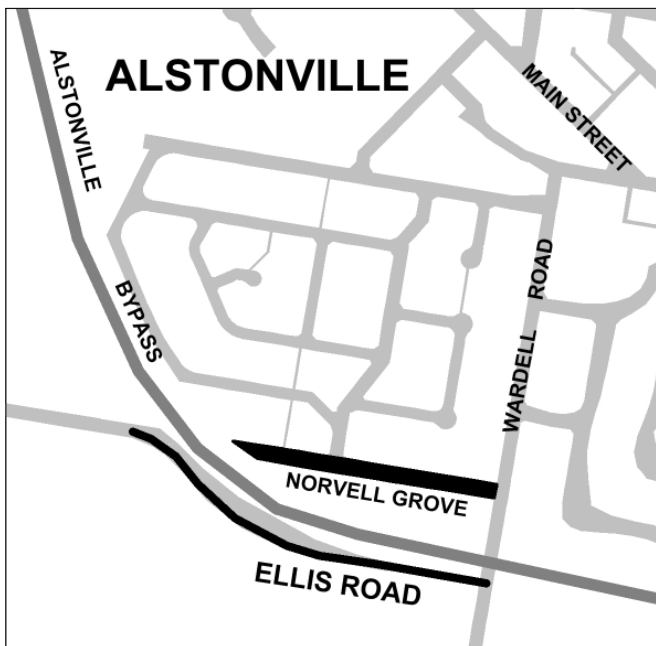 ALSTONVILLE
ALSTONVILLE
BYPASS
MAIN STREET
WARDELL ROAD
NORVELL GROVE
ELLIS ROAD